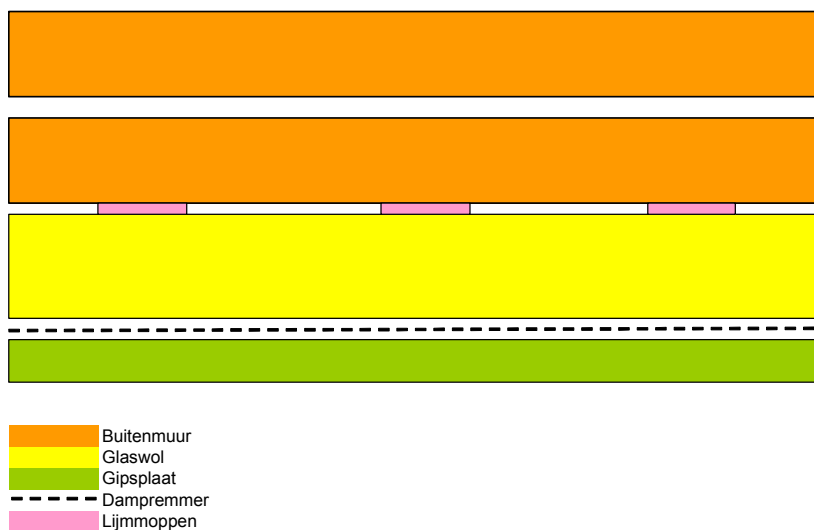 Buitenmuur
Glaswol
Gipsplaat
Dampremmer
Lijmmoppen